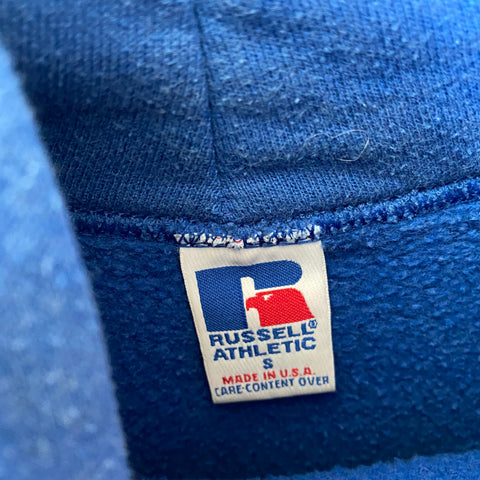 RUSSELL®
ATHLETIC
S
MADE IN U.S.A.
CARE-CONTENT OVER